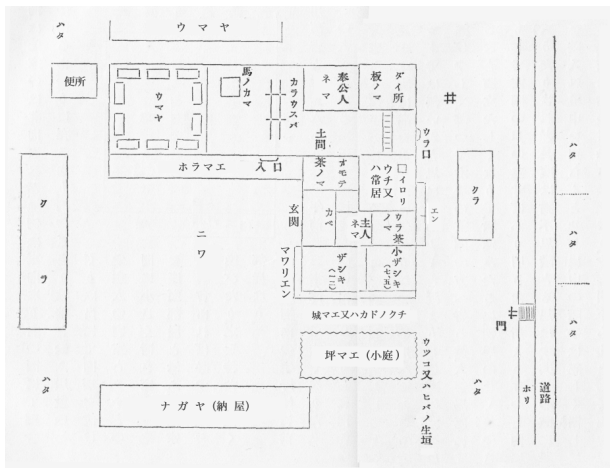 ハタ
ウマヤ
ハタ
便所
ウマヤ
馬ノカマ
カラウスバ
奉公人
ネマ
ダイ所
板ノマ
井
土間
ウラ口
ホラマエ
入口
オモテ
茶ノマ
イロリ
ウチ又
ハ常居
エン
クラ
ハタ
クラ
ニワ
玄関
カベ
主人
ネマ
ウラ茶
ノマ
ハタ
マワリエン
ザシキ
(一二)
小ザシキ
(七、五)
チクノドカハ又エマ城
門
ハタ
坪マエ(小庭)
ウツコ又ハヒバノ生垣
ハタ
ハタ
ナガヤ(納屋)
ホリ
道路